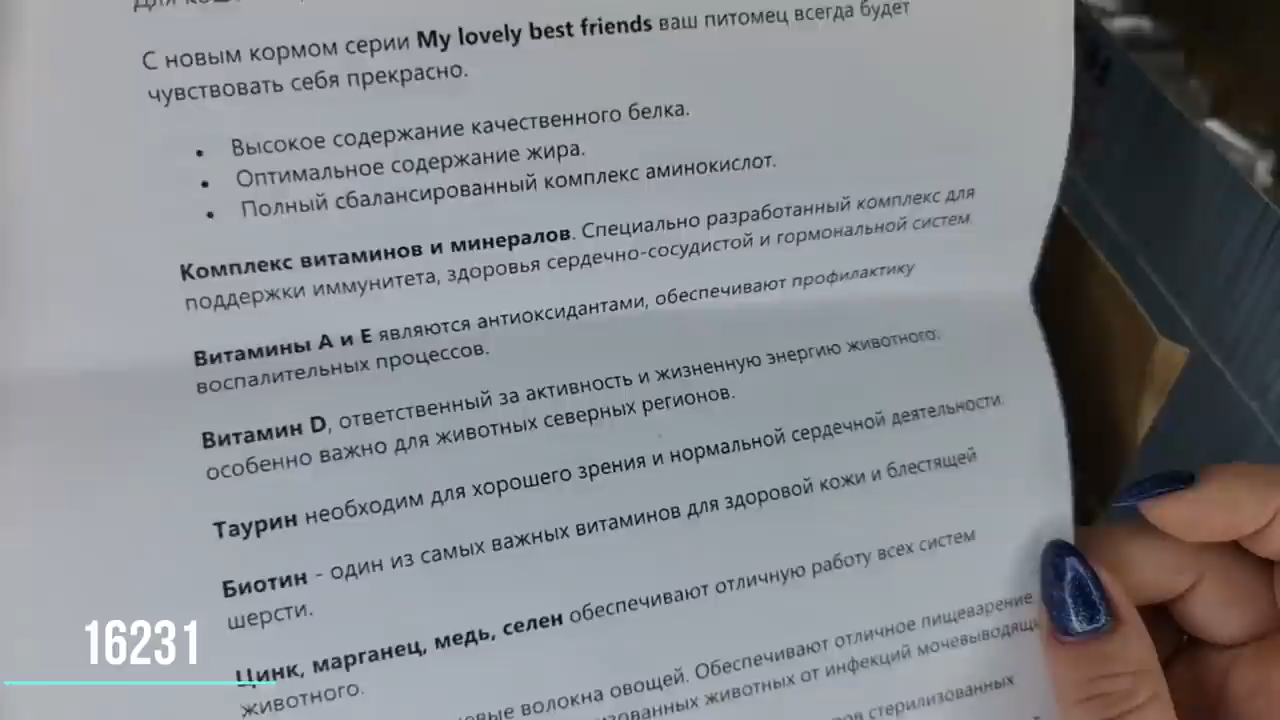 Для
С новым кормом серии My lovely best friends ваш питомец всегда будет
чувствовать себя прекрасно.
• Высокое содержание качественного белка.
• Оптимальное содержание жира.
• Полный сбалансированный комплекс аминокислот.
Комплекс витаминов и минералов. Специально разработанный комплекс для
поддержки иммунитета, здоровья сердечно-сосудистой и гормональной систем.
Витамины А и Е являются антиоксидантами, обеспечивают профилактику
воспалительных процессов.
Витамин D, ответственный за активность и жизненную энергию животного.
особенно важно для животных северных регионов.
Таурин необходим для хорошего зрения и нормальной сердечной деятельности.
Биотин - один из самых важных витаминов для здоровой кожи и блестящей
шерсти.
Цинк, марганец, медь, селен обеспечивают отличную работу всех систем
животного.
волокна овощей. Обеспечивают отличное пищеварение
животных от инфекций
стерилизованных
16231